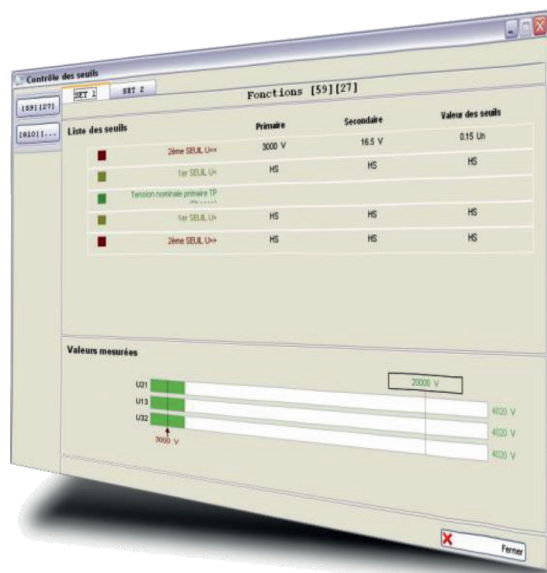 Contrôle des seuils
[59][27]
[81O][...
SET 1
SET 2
Fonctions [59][27]
Liste des seuils
Primaire
Secondaire
Valeur des seuils
2ème SEUIL U<<
3000 V
16.5 V
0.15 Un
1er SEUIL U<
HS
HS
HS
Tension nominale primaire TP
1er SEUIL U>
HS
HS
HS
2ème SEUIL U>>
HS
HS
HS
Valeurs mesurées
20000 V
U21
4020 V
U13
4020 V
U32
4020 V
3000 V
Fermer